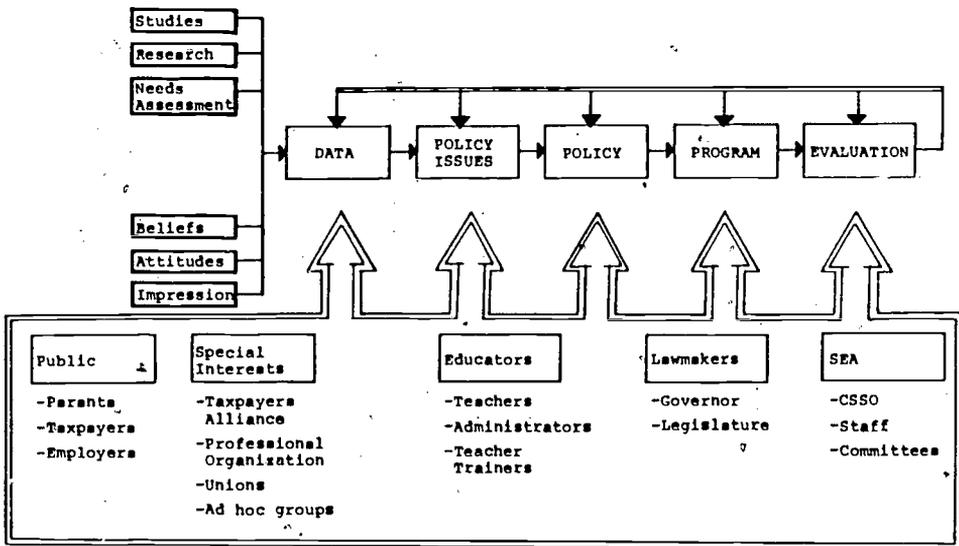 Studies
Research
Needs
Assessment
DATA
POLICY
ISSUES
POLICY
PROGRAM
EVALUATION
Beliefs
Attitudes
Impression
Public
-Parents
-Taxpayers
-Employers
Special
Interests
-Taxpayers
Alliance
-Professional
Organization
-Unions
-Ad hoc groups
Educators
-Teachers
-Administrators
-Teacher
Trainers
Lawmakers
-Governor
-Legislature
SEA
-CSSO
-Staff
-Committees